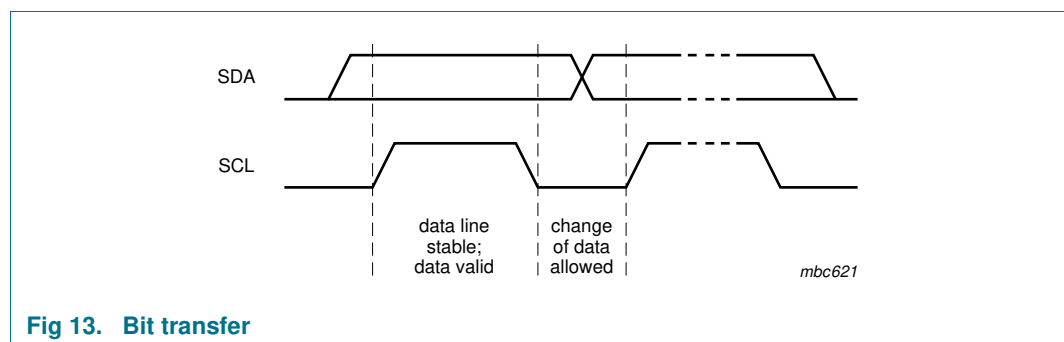 SDA
SCL
data line
stable;
data valid
change
of data
allowed
mbc621
Fig 13. Bit transfer